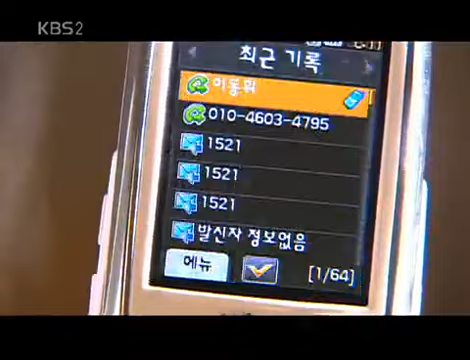 KBS2
최근 기록
이동휘
010-4603-4795
1521
1521
1521
발신자 정보없음
메뉴
[1/64]